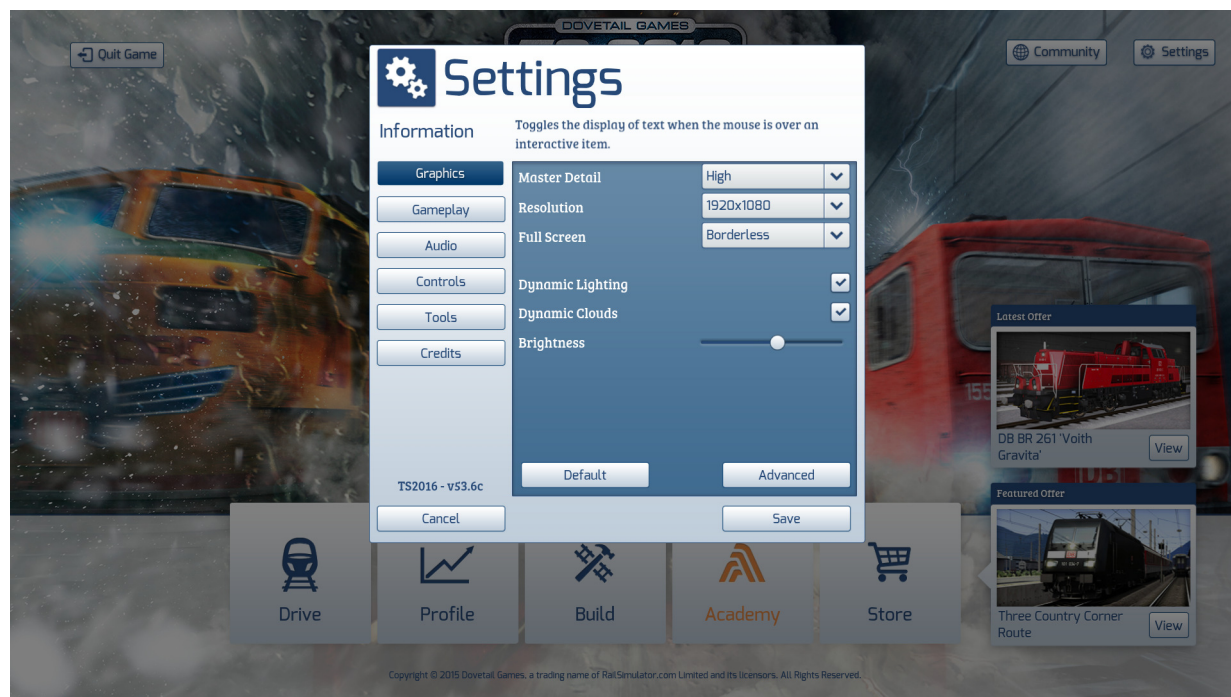 DOVETAIL GAMES
Quit Game
Community
Settings
Settings
Information
Toggles the display of text when the mouse is over an
interactive item.
Graphics
Gameplay
Audio
Controls
Tools
Credits
TS2016 - v53.6c
Master Detail
High
Resolution
1920x1080
Full Screen
Borderless
Dynamic Lighting
Dynamic Clouds
Brightness
Default
Advanced
Cancel
Save
155
Latest Offer
DB BR 261 'Voith
Gravita'
View
Featured Offer
Three Country Corner
Route
View
Drive
Profile
Build
Academy
Store
Copyright © 2015 Dovetail Games, a trading name of RailSimulator.com Limited and its licensors. All Rights Reserved.